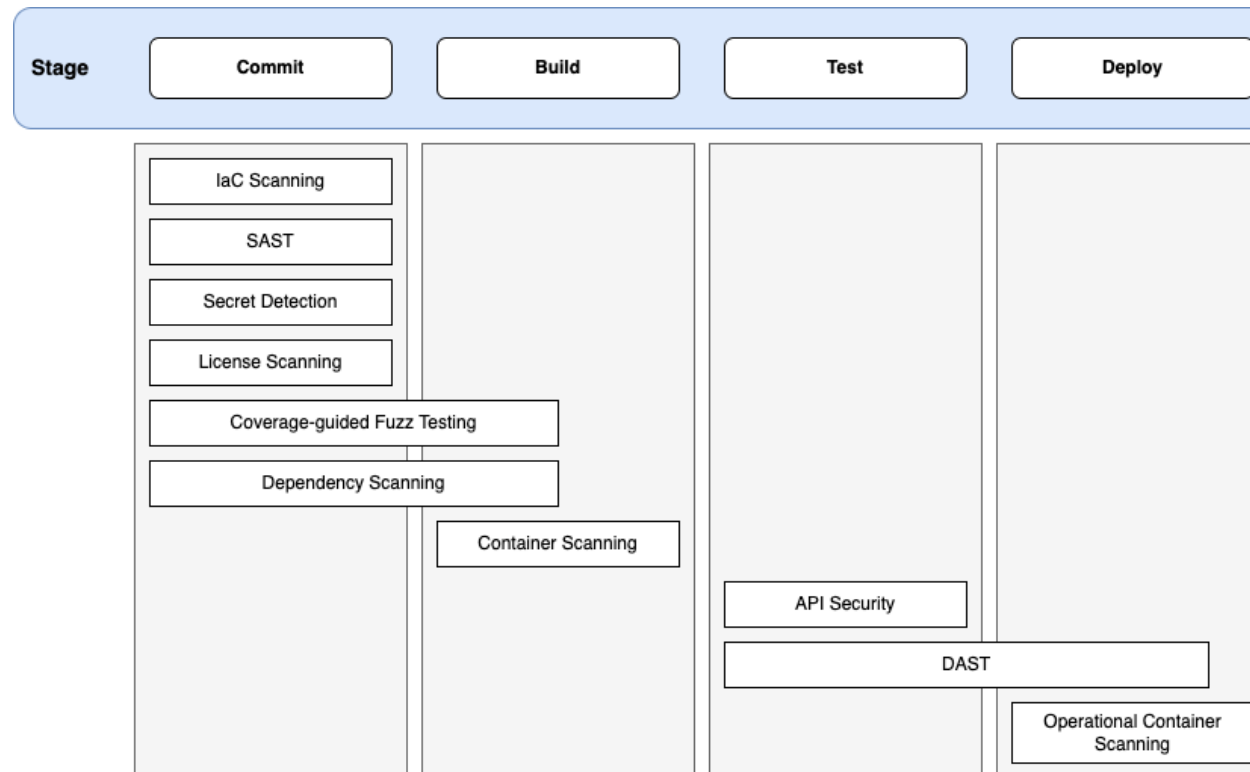 Stage
Commit
Build
Test
Deploy
IaC Scanning
SAST
Secret Detection
License Scanning
Coverage-guided Fuzz Testing
Dependency Scanning
Container Scanning
API Security
DAST
Operational Container
Scanning